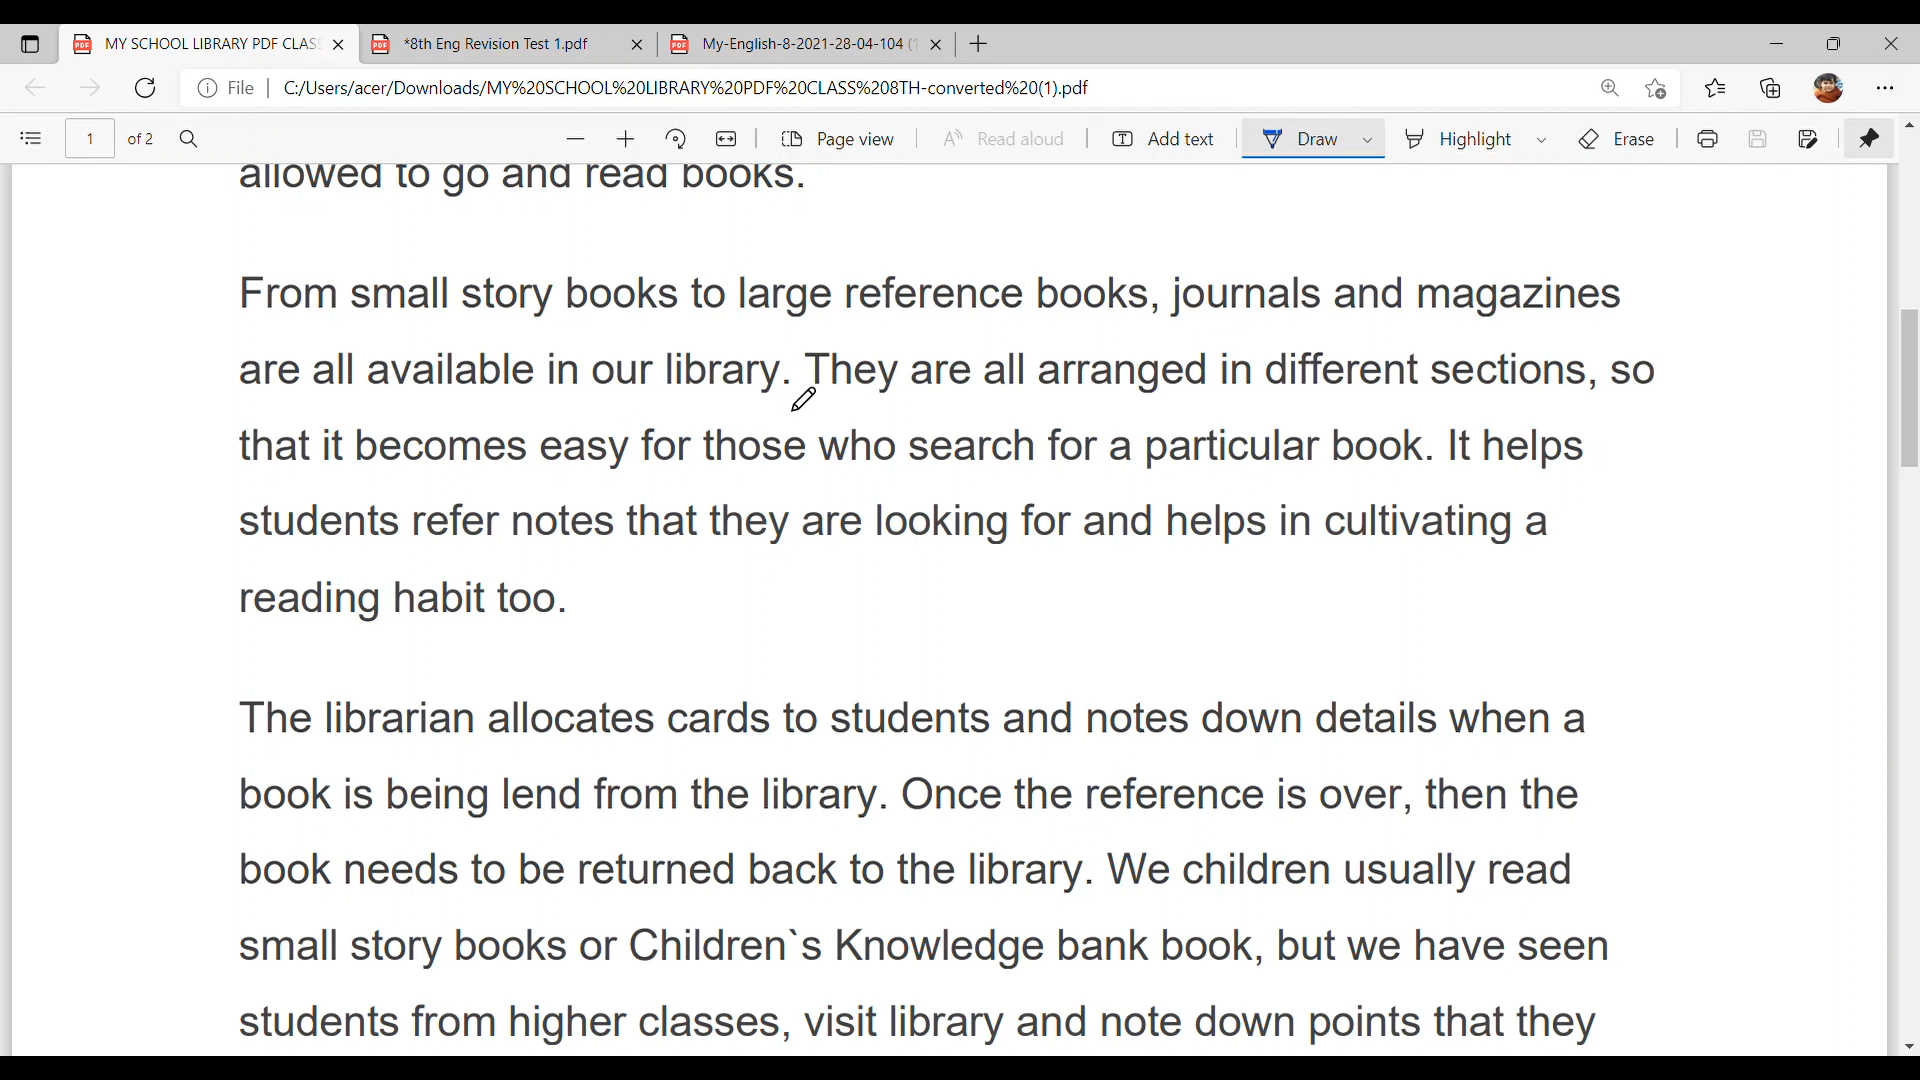 MY SCHOOL LIBRARY PDF CLAS
*8th Eng Revision Test 1.pdf
My-English-8-2021-28-04-104 (1
File
C:/Users/acer/Downloads/MY%20SCHOOL%20LIBRARY%20PDF%20CLASS%208TH-converted%20(1).pdf
1 of 2
Page view
Read aloud
Add text
Draw
Highlight
Erase
allowed to go and read books.
From small story books to large reference books, journals and magazines
are all available in our library. They are all arranged in different sections, so
that it becomes easy for those who search for a particular book. It helps
students refer notes that they are looking for and helps in cultivating a
reading habit too.
The librarian allocates cards to students and notes down details when a
book is being lend from the library. Once the reference is over, then the
book needs to be returned back to the library. We children usually read
small story books or Children`s Knowledge bank book, but we have seen
students from higher classes, visit library and note down points that they